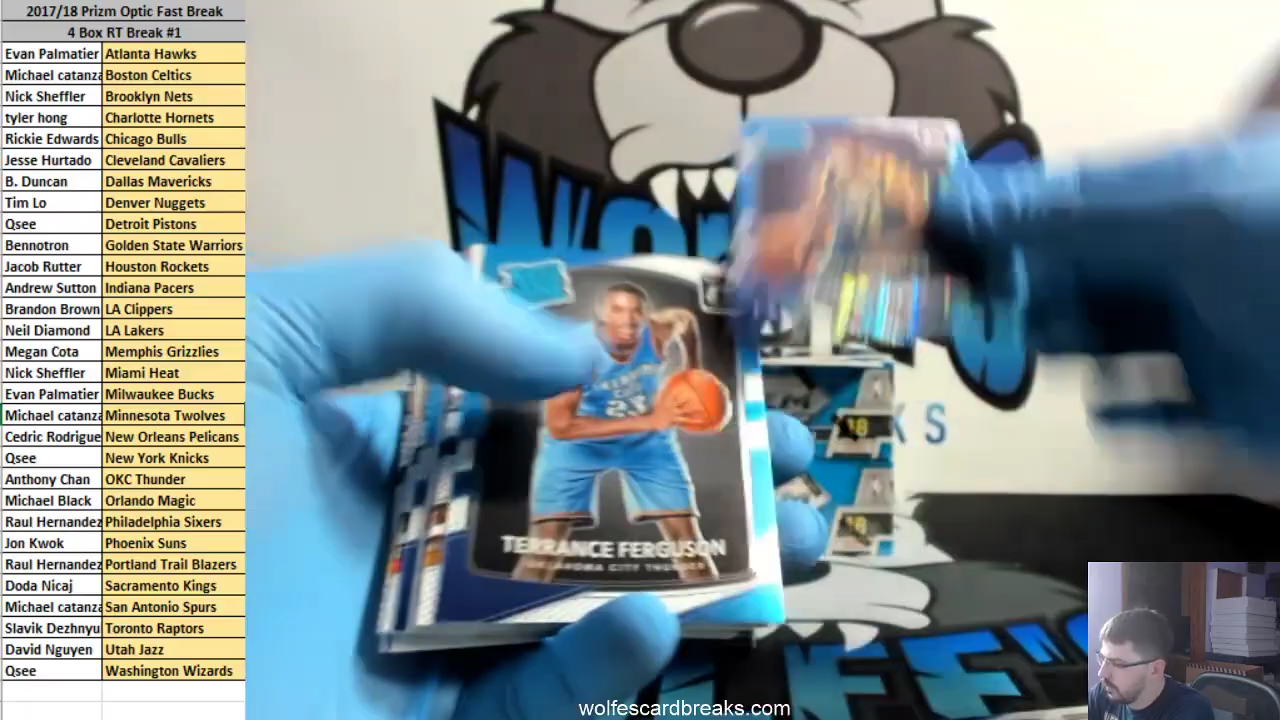 2017/18 Prizm Optic Fast Break
4 Box RT Break #1
Evan Palmatier Atlanta Hawks
Michael catanza Boston Celtics
Nick Sheffler Brooklyn Nets
tyler hong Charlotte Hornets
Rickie Edwards Chicago Bulls
Jesse Hurtado Cleveland Cavaliers
B. Duncan Dallas Mavericks
Tim Lo Denver Nuggets
Qsee Detroit Pistons
Bennotron Golden State Warriors
Jacob Rutter Houston Rockets
Andrew Sutton Indiana Pacers
Brandon Brown LA Clippers
Neil Diamond LA Lakers
Megan Cota Memphis Grizzlies
Nick Sheffler Miami Heat
Evan Palmatier Milwaukee Bucks
Michael catanza Minnesota Twolves
Cedric Rodrigue New Orleans Pelicans
Qsee New York Knicks
Anthony Chan OKC Thunder
Michael Black Orlando Magic
Raul Hernandez Philadelphia Sixers
Jon Kwok Phoenix Suns
Raul Hernandez Portland Trail Blazers
Doda Nicaj Sacramento Kings
Michael catanza San Antonio Spurs
Slavik Dezhnyu Toronto Raptors
David Nguyen Utah Jazz
Qsee Washington Wizards
TERRANCE FERGUSON
OKLAHOMA CITY THUNDER
wolfescardbreaks.com